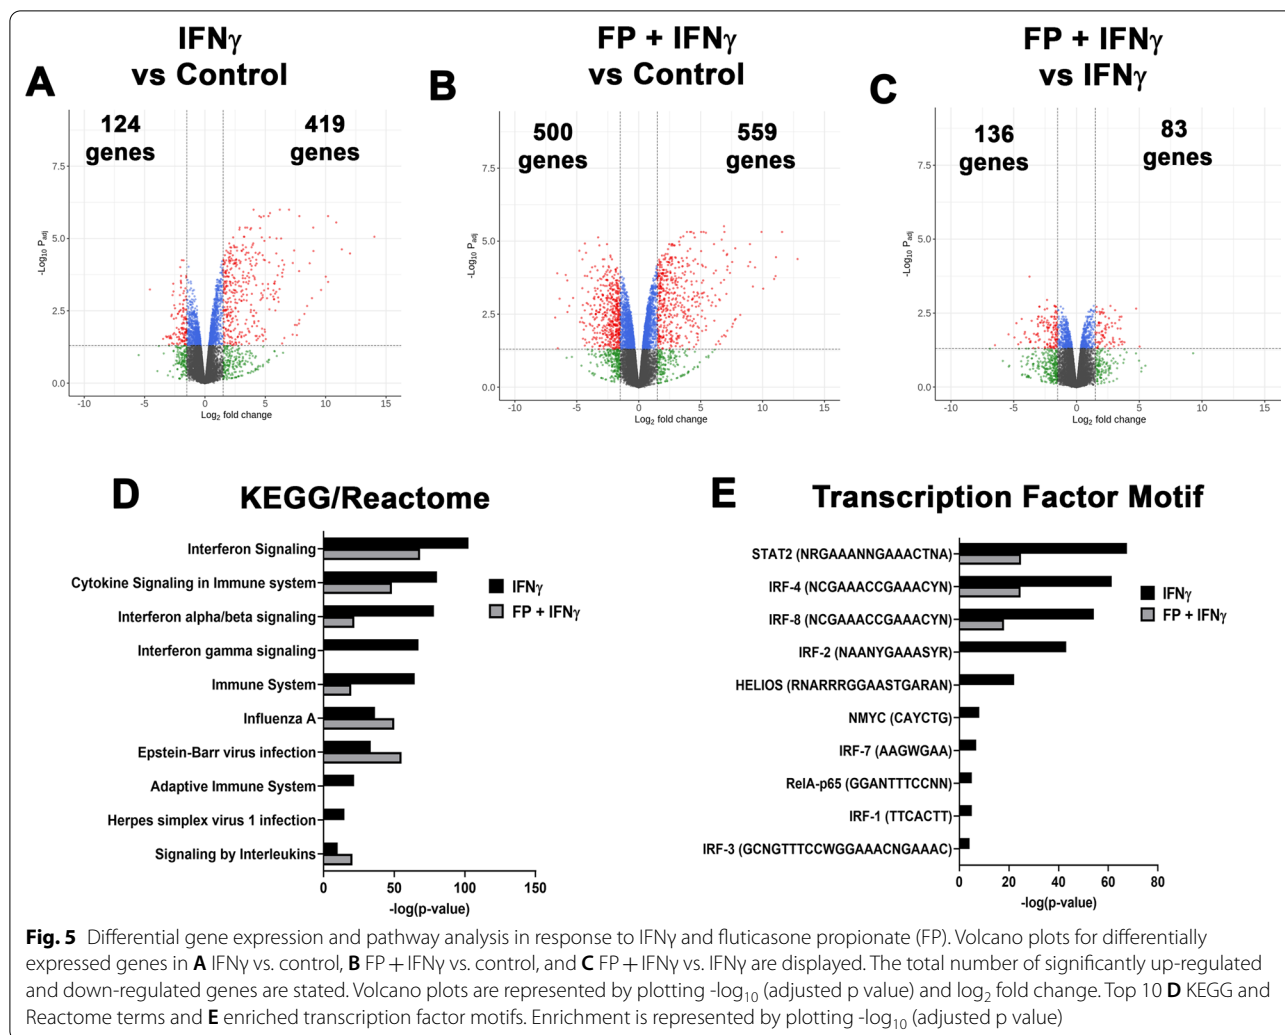 IFNγ
vs Control
FP + IFNγ
vs Control
FP + IFNγ
vs IFNγ
A
B
C
124
genes
419
genes
500
genes
559
genes
136
genes
83
genes
7.5
5.0
2.5
0.0
-Log10 Padj
-10 -5 0 5 10 15
Log2 fold change
7.5
5.0
2.5
0.0
-Log10 Padj
-10 -5 0 5 10 15
Log2 fold change
7.5
5.0
2.5
0.0
-Log10 Padj
-10 -5 0 5 10 15
Log2 fold change
D
KEGG/Reactome
Interferon Signaling
Cytokine Signaling in Immune system
Interferon alpha/beta signaling
Interferon gamma signaling
Immune System
Influenza A
Epstein-Barr virus infection
Adaptive Immune System
Herpes simplex virus 1 infection
Signaling by Interleukins
IFNγ
FP + IFNγ
0 50 100 150
-log(p-value)
E
Transcription Factor Motif
STAT2 (NRGAAANNGAAACTNA)
IRF-4 (NCGAAACCGAAACYN)
IRF-8 (NCGAAACCGAAACYN)
IRF-2 (NAANYGAAASYR)
HELIOS (RNARRRGGAASTGARAN)
NMYC (CAYCTG)
IRF-7 (AAGWGAA)
RelA-p65 (GGANTTTCCNN)
IRF-1 (TTCACTT)
IRF-3 (GCNGTTTCCWGGAAACNGAAAC)
IFNγ
FP + IFNγ
0 20 40 60 80
-log(p-value)
Fig. 5 Differential gene expression and pathway analysis in response to IFNγ and fluticasone propionate (FP). Volcano plots for differentially
expressed genes in A IFNγ vs. control, B FP + IFNγ vs. control, and C FP + IFNγ vs. IFNγ are displayed. The total number of significantly up-regulated
and down-regulated genes are stated. Volcano plots are represented by plotting -log10 (adjusted p value) and log2 fold change. Top 10 D KEGG and
Reactome terms and E enriched transcription factor motifs. Enrichment is represented by plotting -log10 (adjusted p value)